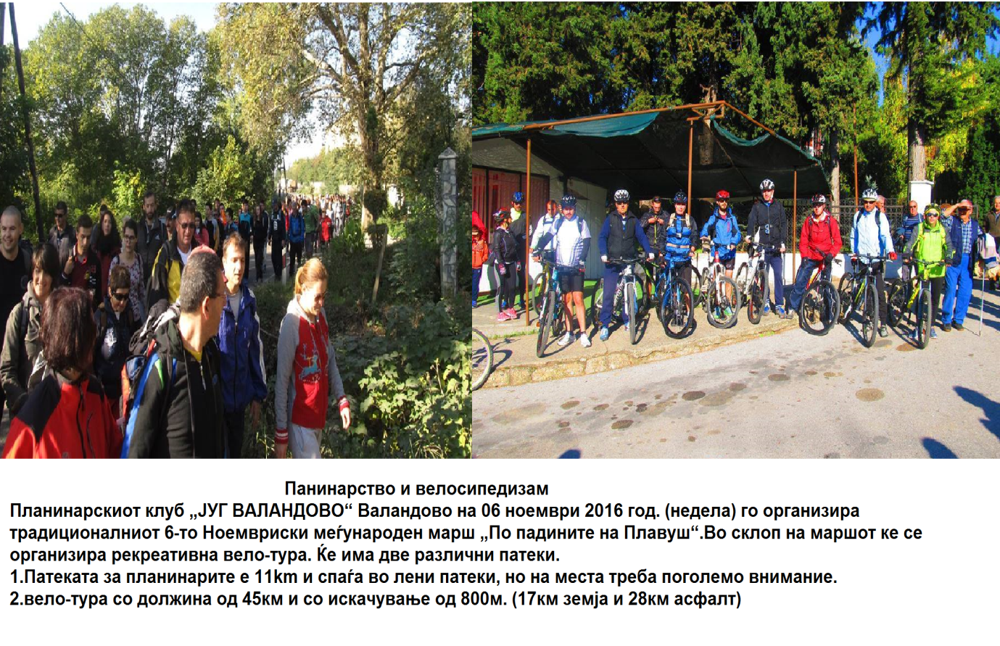 Панинарство и велосипедизам
Планинарскиот клуб „ЈУГ ВАЛАНДОВО“ Валандово на 06 ноември 2016 год. (недела) го организира
традиционалниот 6-то Ноемвриски меѓународен марш „По падините на Плавуш“.Во склоп на маршот ке се
организира рекреативна вело-тура. Ќе има две различни патеки.
1.Патеката за планинарите е 11km и спаѓа во лени патеки, но на места треба поголемо внимание.
2.вело-тура со должина од 45км и со искачување од 800м. (17км земја и 28км асфалт)